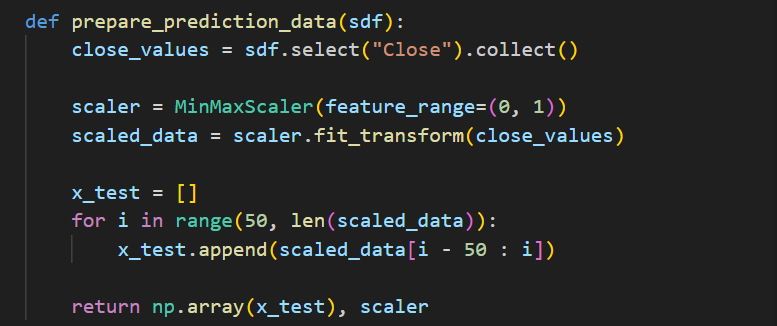 def prepare_prediction_data(sdf):
    close_values = sdf.select("Close").collect()

    scaler = MinMaxScaler(feature_range=(0, 1))
    scaled_data = scaler.fit_transform(close_values)

    x_test = []
    for i in range(50, len(scaled_data)):
        x_test.append(scaled_data[i - 50 : i])

    return np.array(x_test), scaler